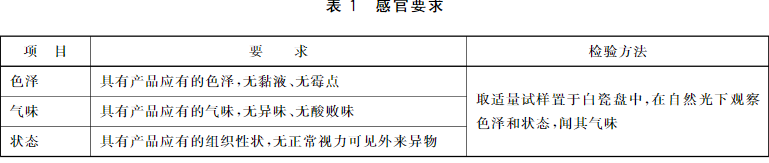 表 1 感官要求
项 目 要 求 检验方法
色泽 具有产品应有的色泽,无黏液、无霉点
气味 具有产品应有的气味,无异味、无酸败味
状态 具有产品应有的组织性状,无正常视力可见外来异物
取适量试样置于白瓷盘中,在自然光下观察
色泽和状态,闻其气味